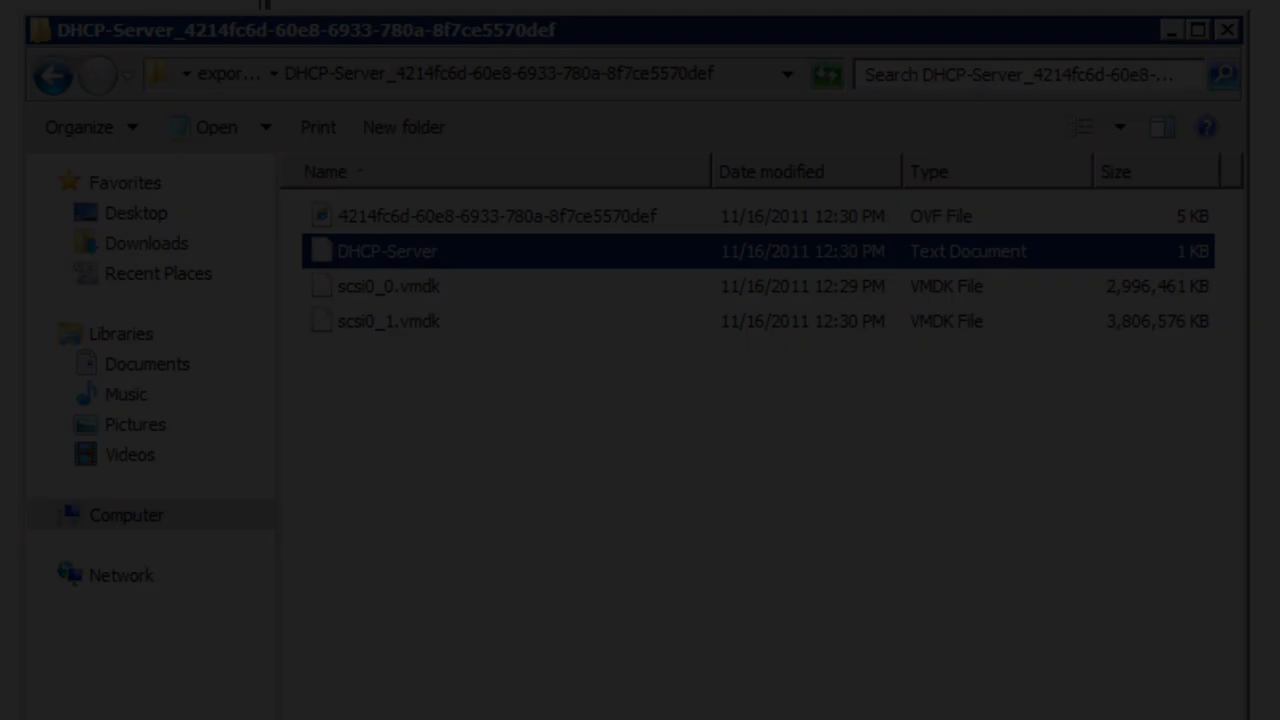 DHCP-Server_4214fc6d-60e8-6933-780a-8f7ce5570def
expor... DHCP-Server_4214fc6d-60e8-6933-780a-8f7ce5570def Search DHCP-Server_4214fc6d-60e8-...
Organize Open Print New folder
Name Date modified Type Size
Favorites
Desktop
Downloads
Recent Places
Libraries
Documents
Music
Pictures
Videos
Computer
Network
4214fc6d-60e8-6933-780a-8f7ce5570def 11/16/2011 12:30 PM OVF File 5 KB
DHCP-Server 11/16/2011 12:30 PM Text Document 1 KB
scsi0_0.vmdk 11/16/2011 12:29 PM VMDK File 2,996,461 KB
scsi0_1.vmdk 11/16/2011 12:30 PM VMDK File 3,806,576 KB